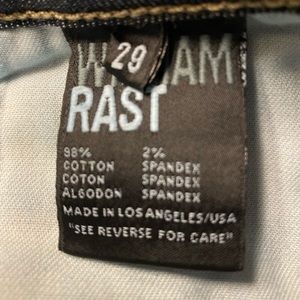 29
WILLIAM
RAST
98% 2%
COTTON SPANDEX
COTON SPANDEX
ALGODON SPANDEX
MADE IN LOS ANGELES/USA
"SEE REVERSE FOR CARE"